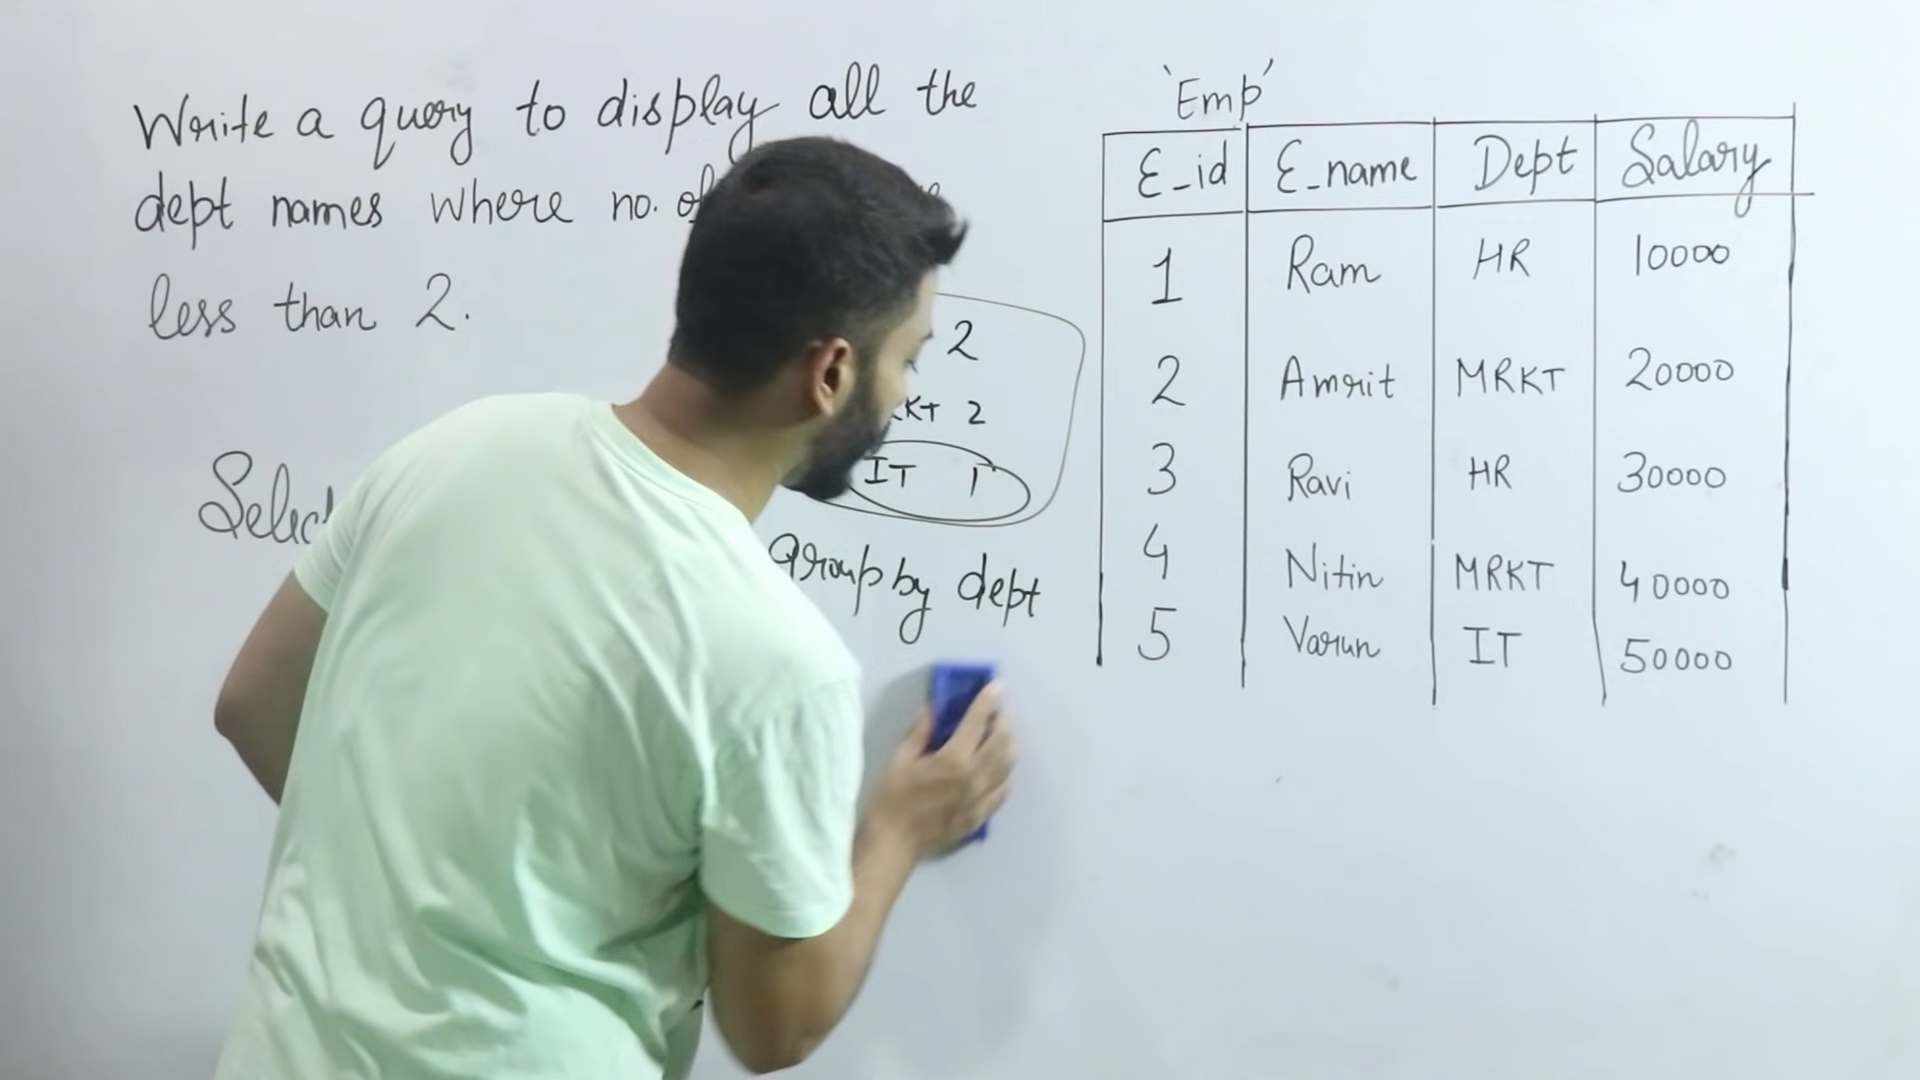 Write a query to display all the
dept names where no. of
less than 2.
2
KT 2
IT 1
Selec
group by dept
'Emp'
E_id E_name Dept Salary
1 Ram HR 10000
2 Amrit MRKT 20000
3 Ravi HR 30000
4 Nitin MRKT 40000
5 Varun IT 50000